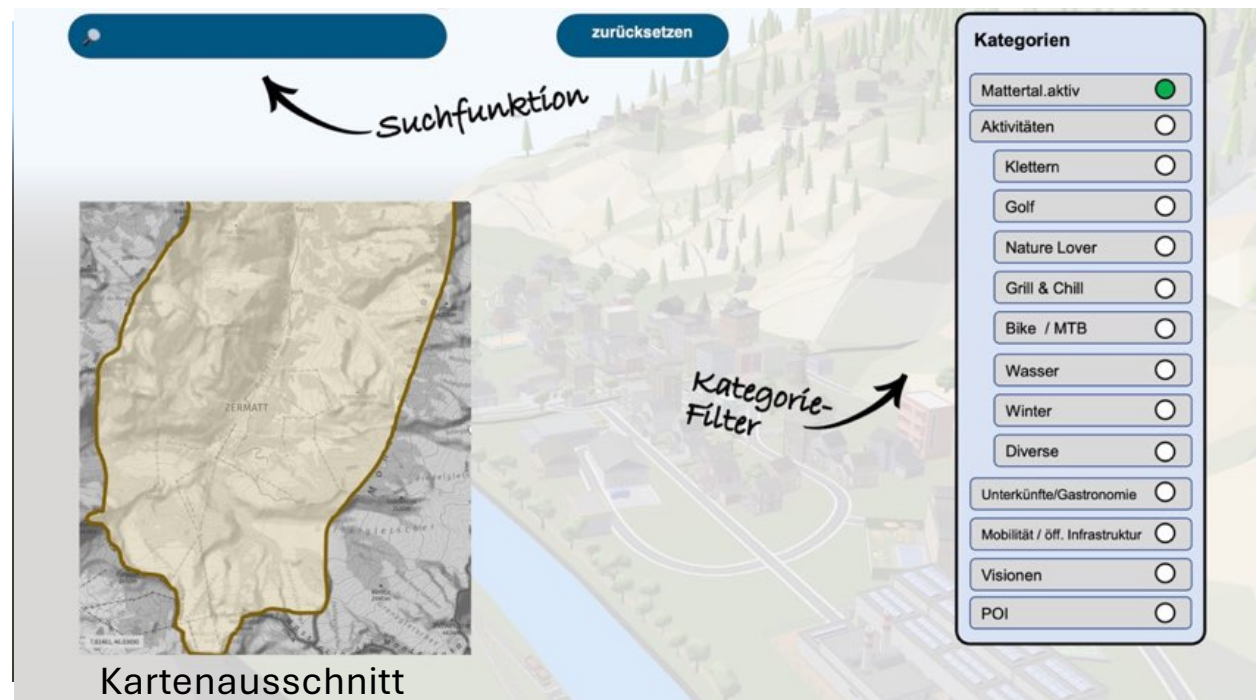 zurücksetzen
Suchfunktion
ZERMATT
Kartenausschnitt
Kategorie-
Filter
Kategorien
Mattertal.aktiv
Aktivitäten
Klettern
Golf
Nature Lover
Grill & Chill
Bike / MTB
Wasser
Winter
Diverse
Unterkünfte/Gastronomie
Mobilität / öff. Infrastruktur
Visionen
POI